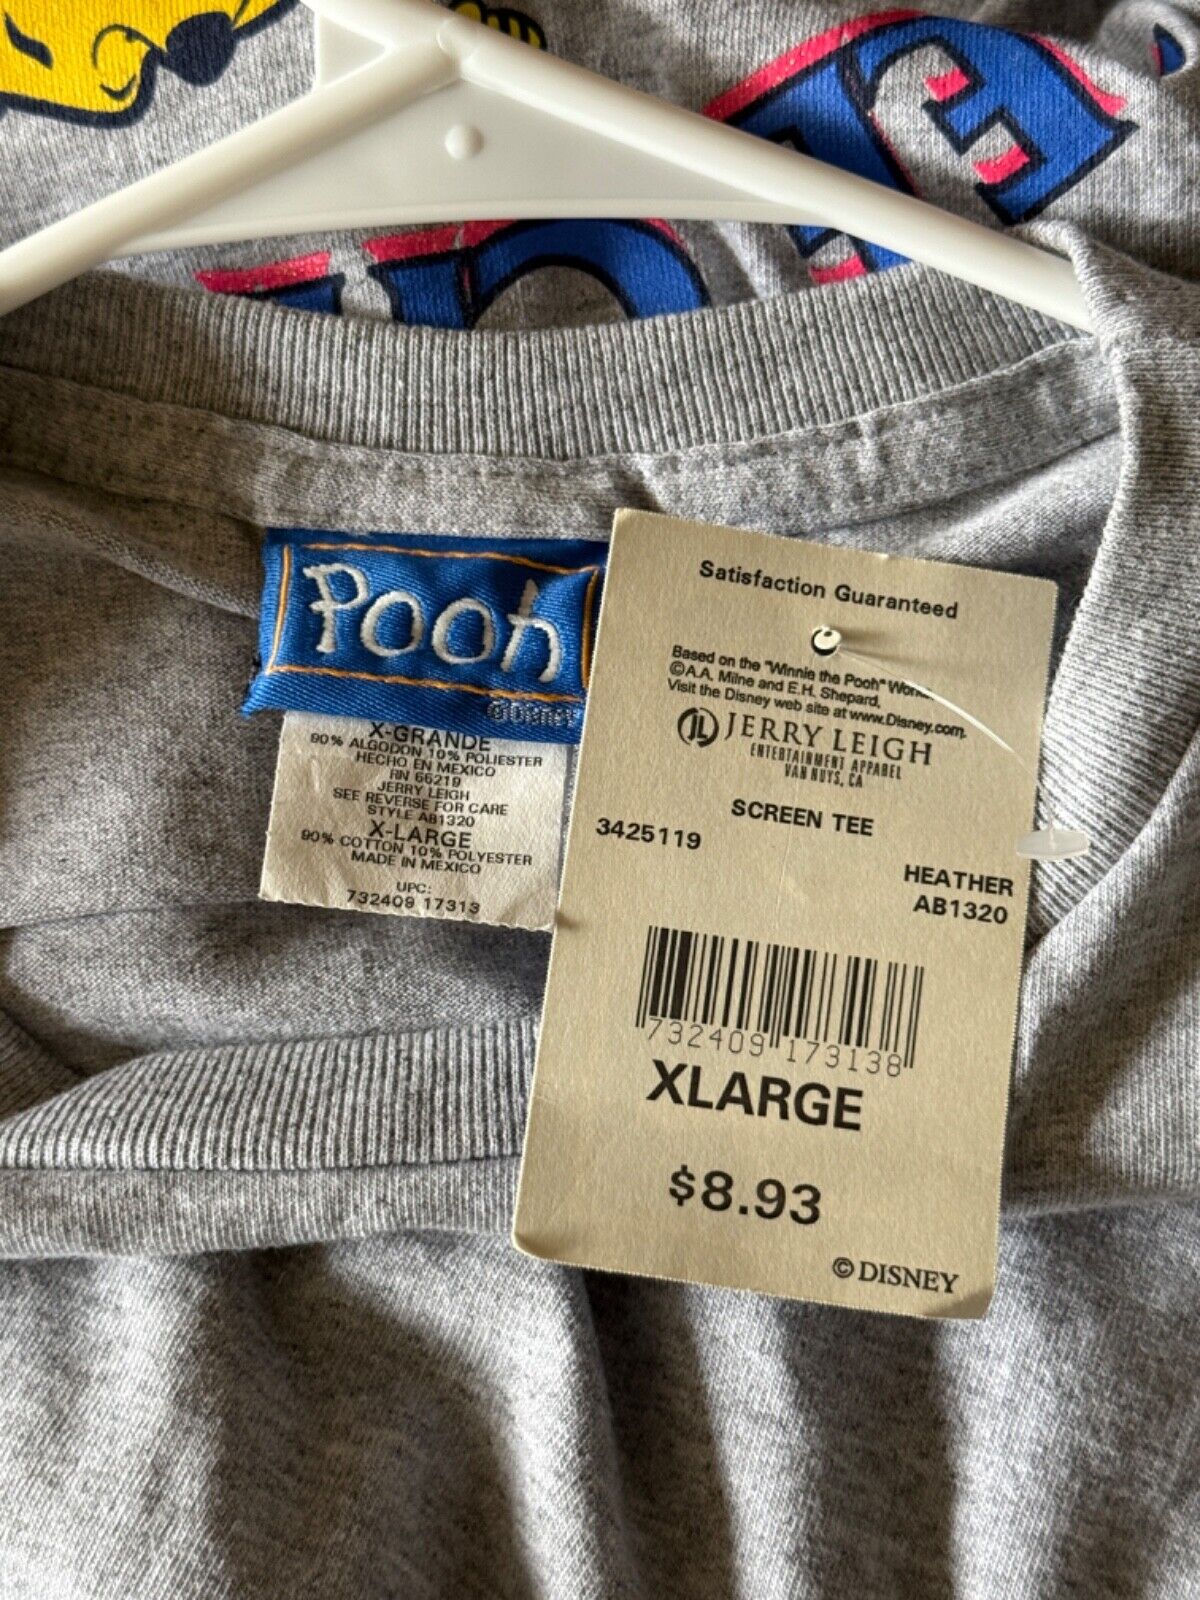 Pooh
©DISNEY
X-GRANDE
90% ALGODON 10% POLIESTER
HECHO EN MEXICO
RN 66219
JERRY LEIGH
SEE REVERSE FOR CARE
STYLE AB1320
X-LARGE
90% COTTON 10% POLYESTER
MADE IN MEXICO
UPC:
732409 17313
Satisfaction Guaranteed
Based on the "Winnie the Pooh"
©A.A. Milne and E.H. Shepard.
Visit the Disney web site at www.Disney.com.
JL JERRY LEIGH
ENTERTAINMENT APPAREL
VAN NUYS, CA
SCREEN TEE
3425119
HEATHER
AB1320
732409 173138
XLARGE
$8.93
© DISNEY